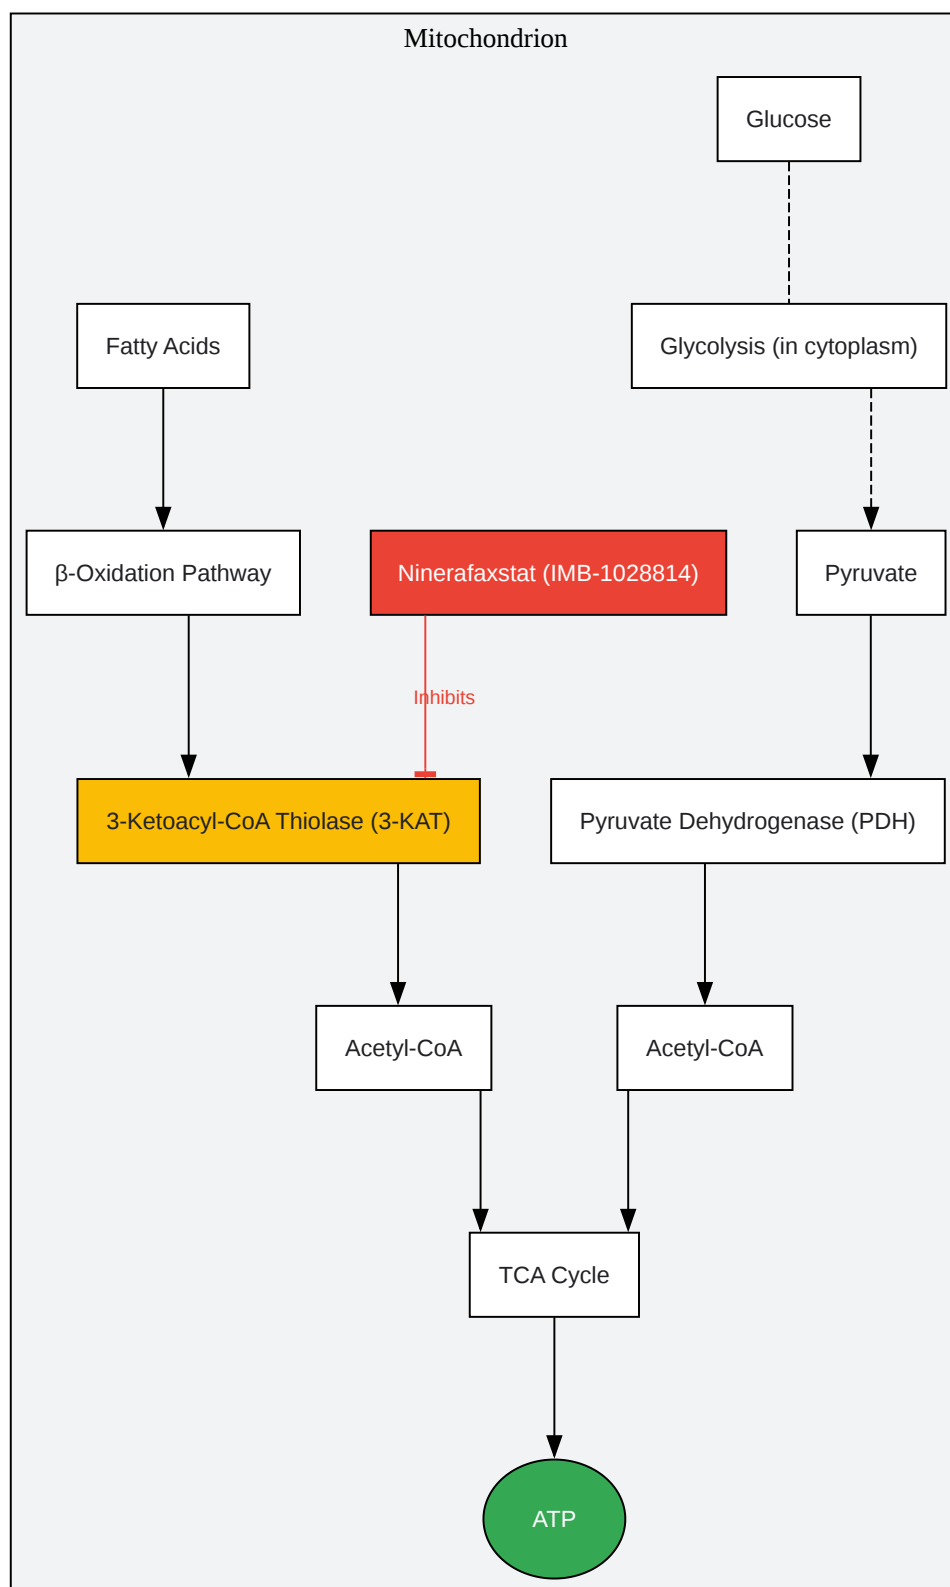 Mitochondrion
Glucose
Fatty Acids
Glycolysis (in cytoplasm)
β-Oxidation Pathway
Ninerafaxstat (IMB-1028814)
Pyruvate
Inhibits
3-Ketoacyl-CoA Thiolase (3-KAT)
Pyruvate Dehydrogenase (PDH)
Acetyl-CoA
Acetyl-CoA
TCA Cycle
ATP